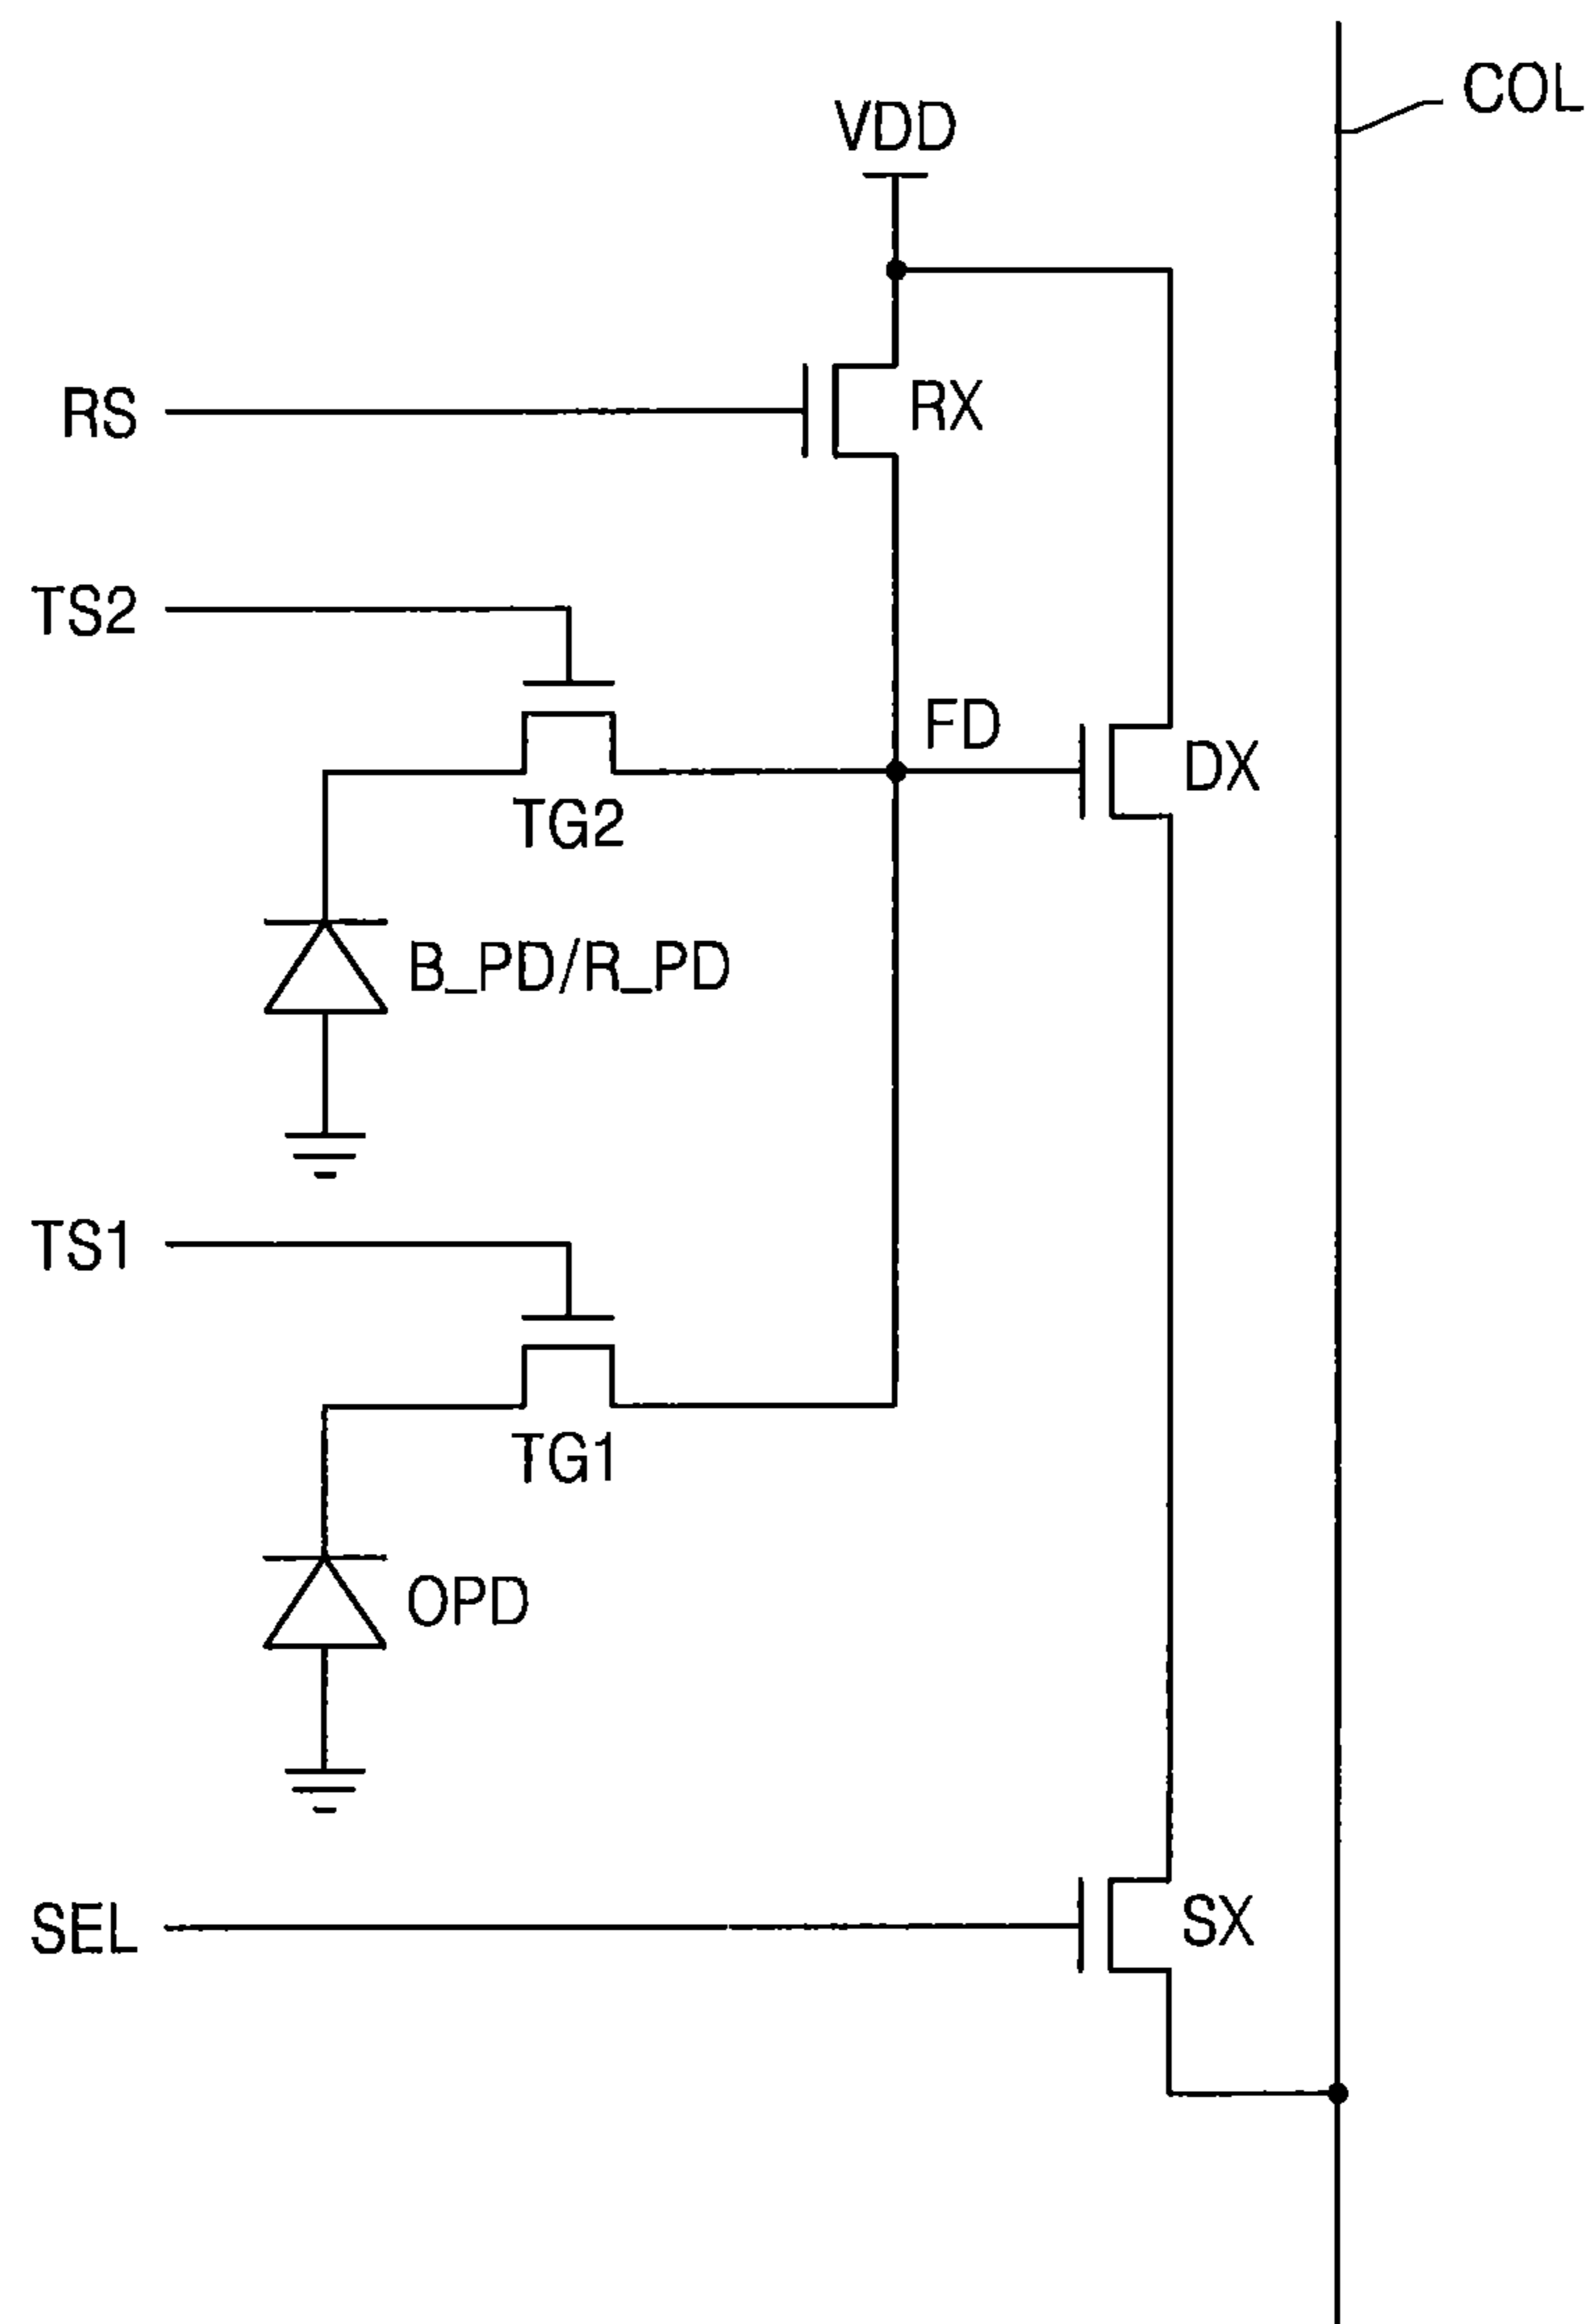 COL
VDD
RS
RX
TS2
FD
DX
TG2
B_PD/R_PD
TS1
TG1
OPD
SEL
SX